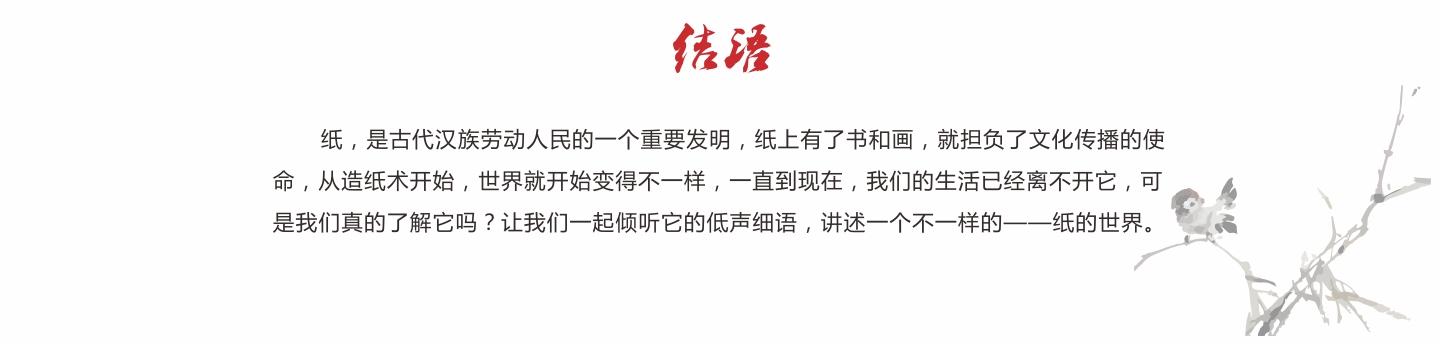 结语
纸，是古代汉族劳动人民的一个重要发明，纸上有了书和画，就担负了文化传播的使
命，从造纸术开始，世界就开始变得不一样，一直到现在，我们的生活已经离不开它，可
是我们真的了解它吗？让我们一起倾听它的低声细语，讲述一个不一样的——纸的世界。